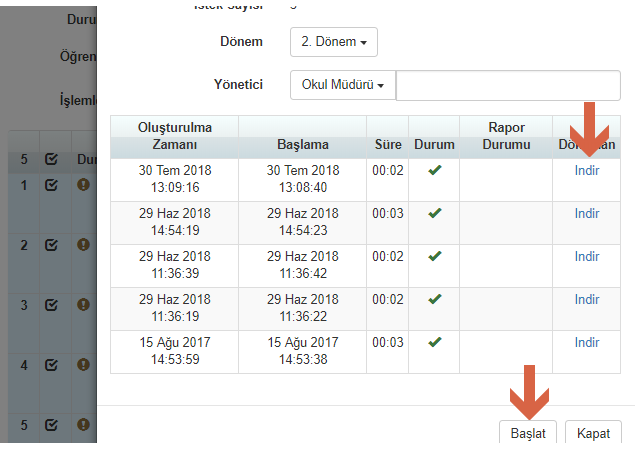 İstek Sayısı
Dönem 2. Dönem
Yönetici Okul Müdürü
Oluşturulma Rapor
Zamanı Başlama Süre Durum Durumu
30 Tem 2018 30 Tem 2018 00:02 Indir
13:09:16 13:08:40
29 Haz 2018 29 Haz 2018 00:03 Indir
14:54:19 14:54:23
29 Haz 2018 29 Haz 2018 00:02 Indir
11:36:39 11:36:42
29 Haz 2018 29 Haz 2018 00:02 Indir
11:36:19 11:36:22
15 Ağu 2017 15 Ağu 2017 00:03 Indir
14:53:59 14:53:38
Başlat Kapat
Duru
Öğren
İşleml
5 Dur
1
2
3
4
5